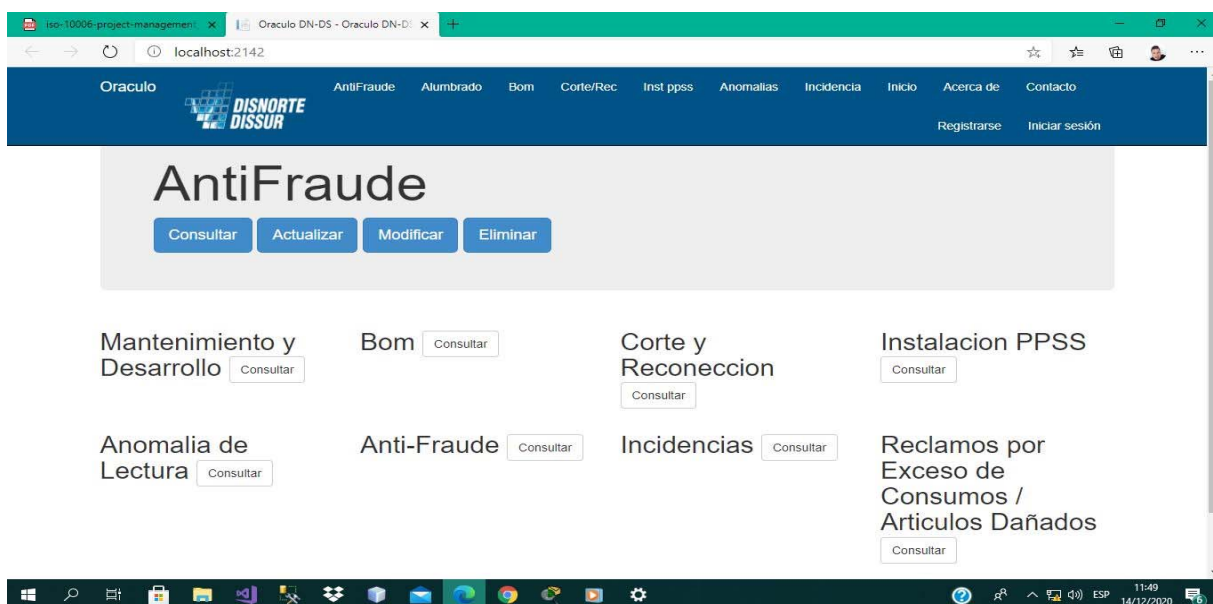 iso-10006-project-management
Oraculo DN-DS - Oraculo DN-D
localhost:2142
Oraculo
DISNORTE
DISSUR
AntiFraude
Alumbrado
Bom
Corte/Rec
Inst ppss
Anomalias
Incidencia
Inicio
Acerca de
Contacto
Registrarse
Iniciar sesión
AntiFraude
Consultar
Actualizar
Modificar
Eliminar
Mantenimiento y
Desarrollo
Consultar
Bom
Consultar
Corte y
Reconeccion
Consultar
Instalacion PPSS
Consultar
Anomalia de
Lectura
Consultar
Anti-Fraude
Consultar
Incidencias
Consultar
Reclamos por
Exceso de
Consumos /
Articulos Dañados
Consultar
ESP
11:49
14/12/2020
6